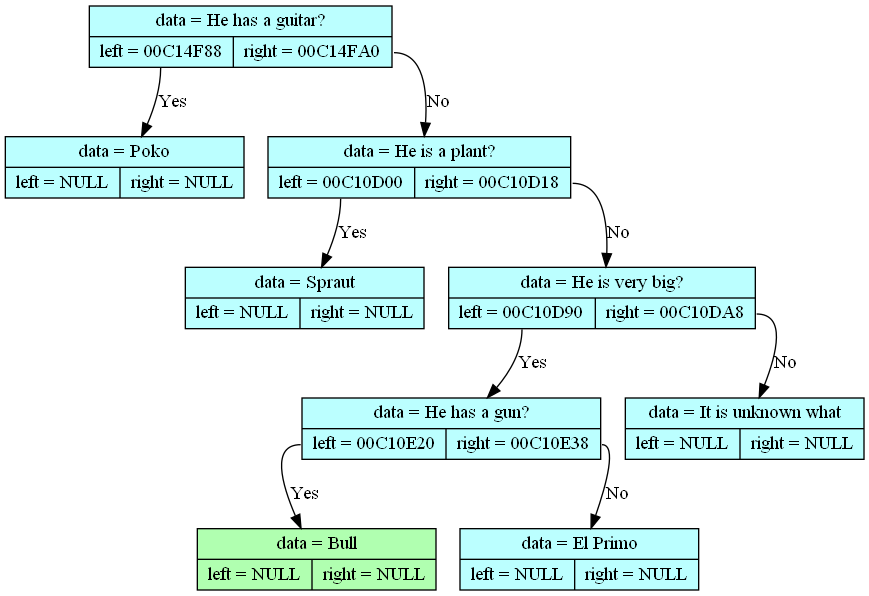 data = He has a guitar?
left = 00C14F88 right = 00C14FA0
Yes No
data = Poko data = He is a plant?
left = NULL right = NULL left = 00C10D00 right = 00C10D18
Yes No
data = Spraut data = He is very big?
left = NULL right = NULL left = 00C10D90 right = 00C10DA8
Yes No
data = He has a gun? data = It is unknown what
left = 00C10E20 right = 00C10E38 left = NULL right = NULL
Yes No
data = Bull data = El Primo
left = NULL right = NULL left = NULL right = NULL